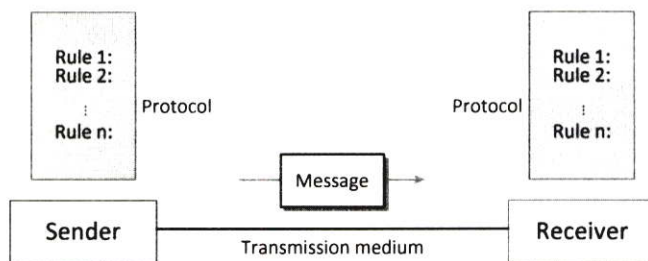 Rule 1:
Rule 2:
⋮
Rule n:
Protocol
Protocol
Rule 1:
Rule 2:
⋮
Rule n:
Message
Sender
Transmission medium
Receiver